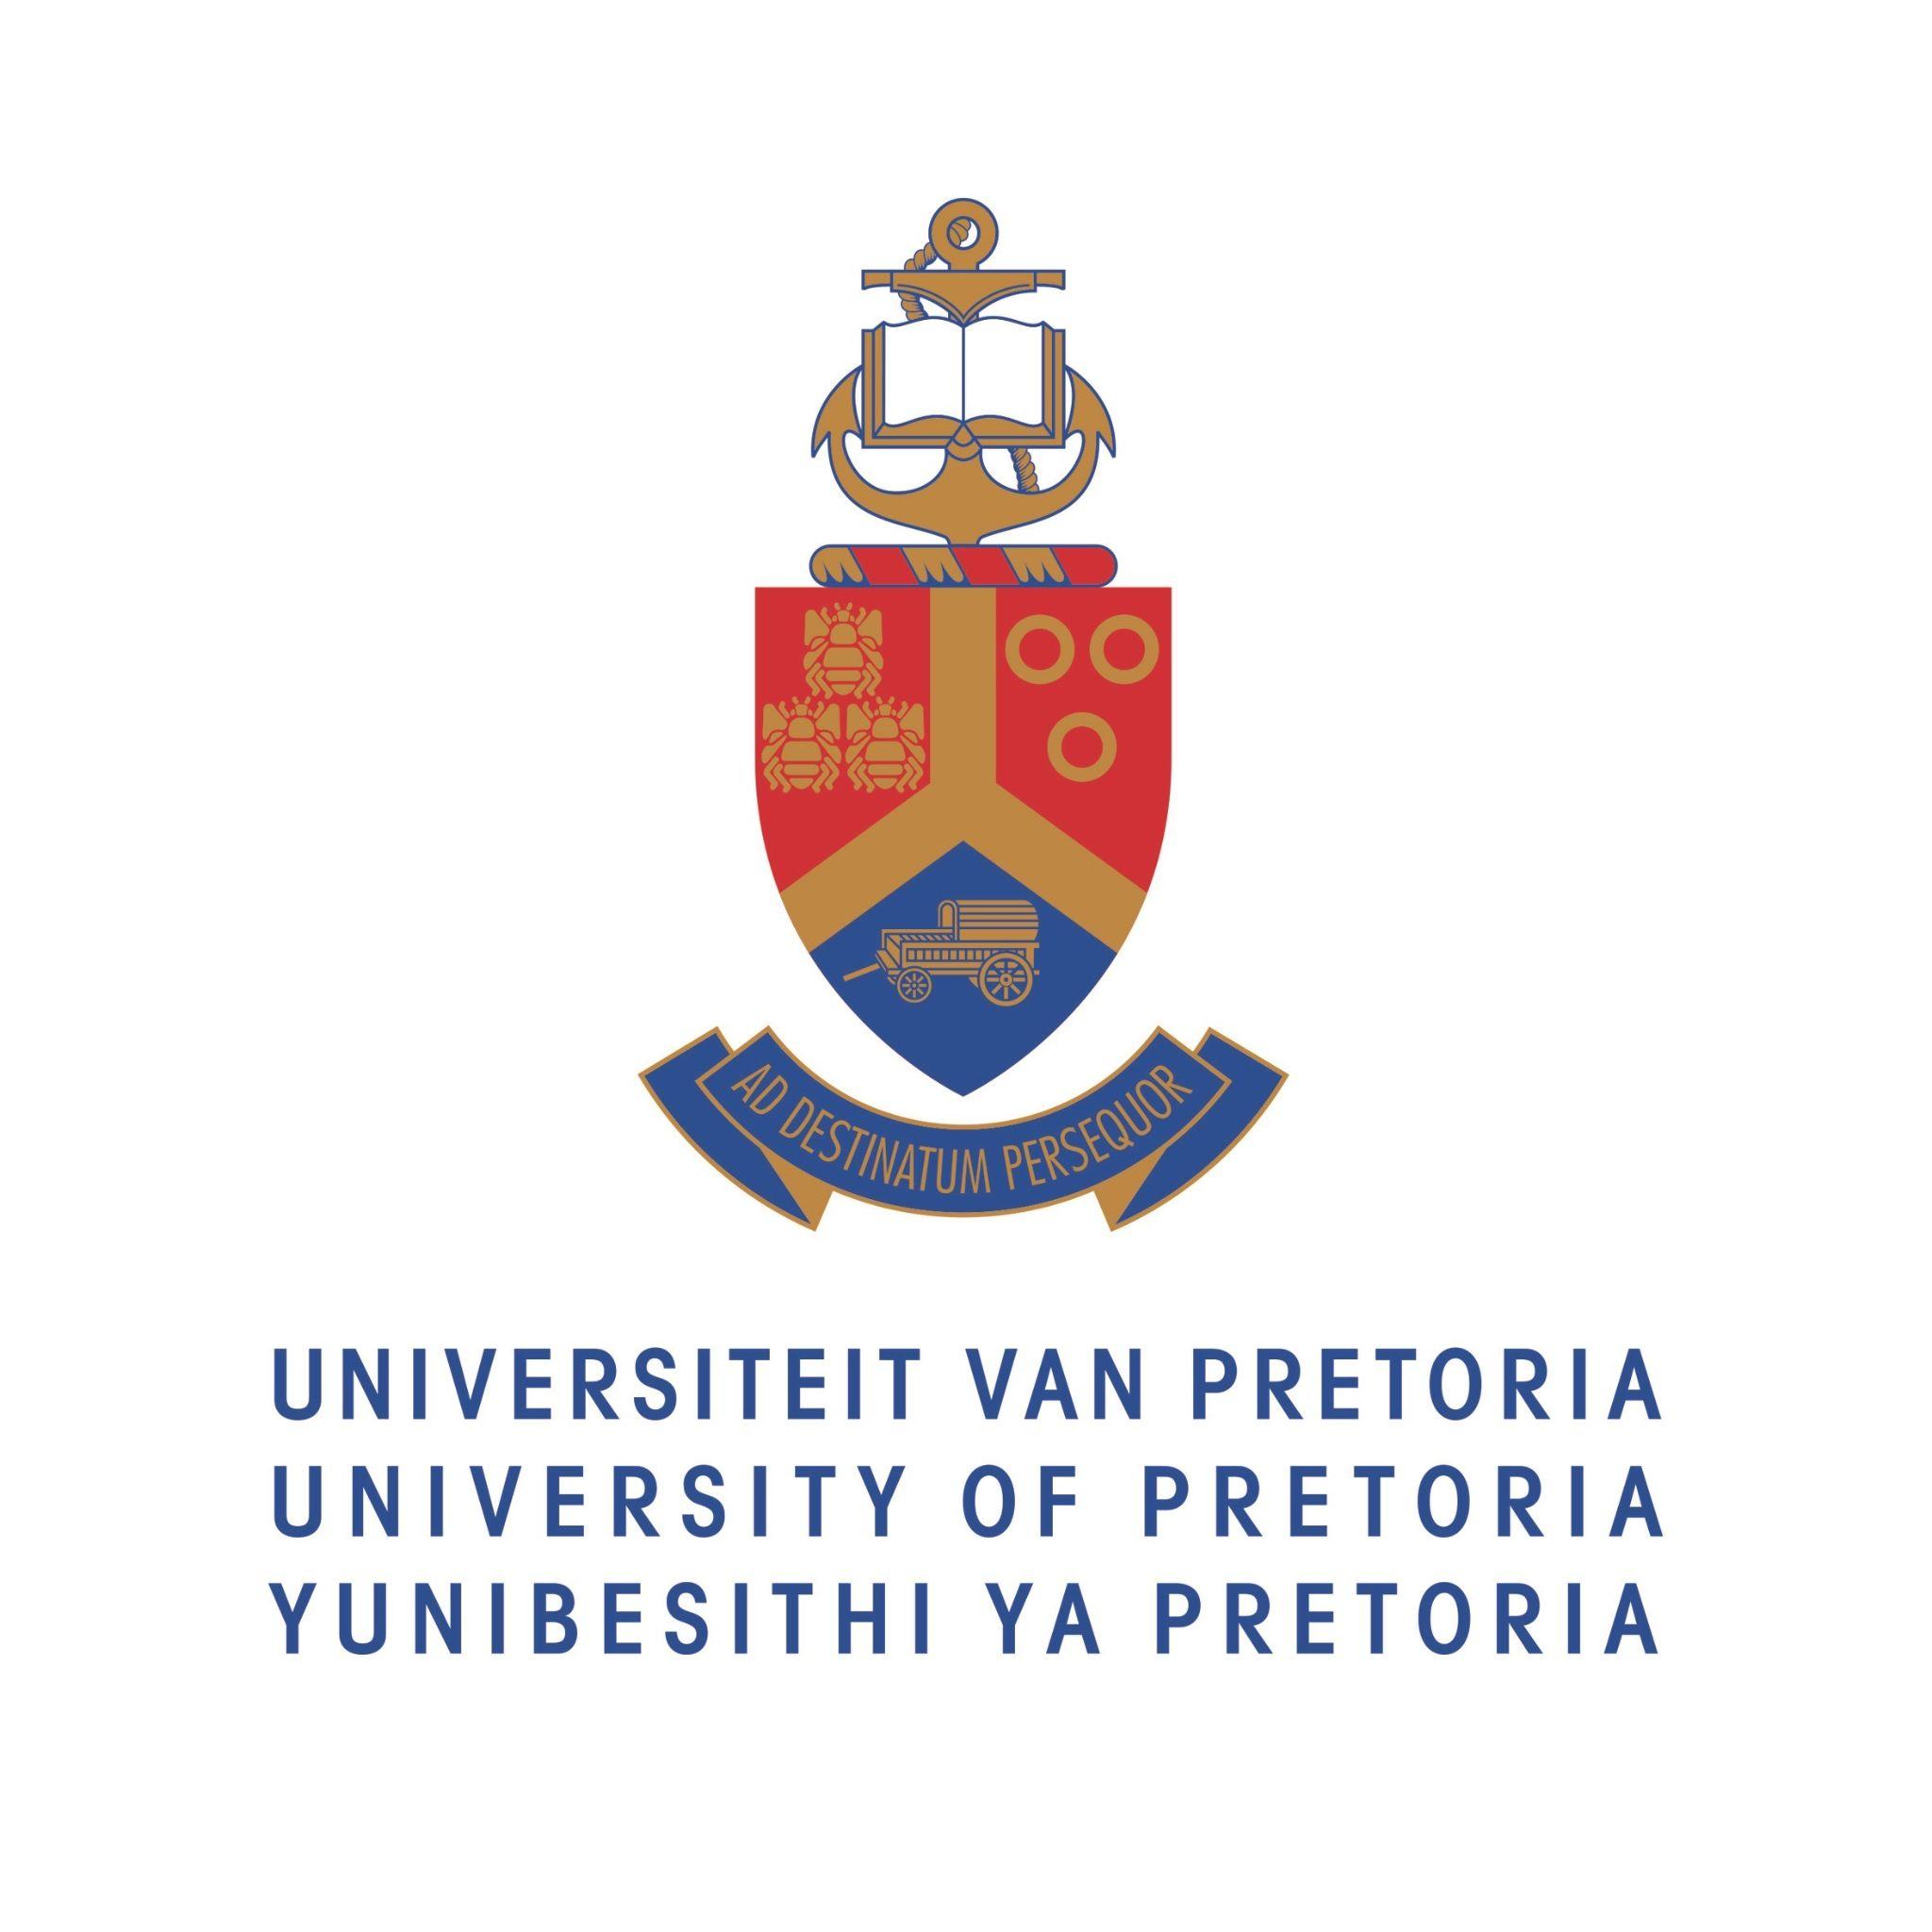 AD DESTINATUM PERSEQUOR
UNIVERSITEIT VAN PRETORIA
UNIVERSITY OF PRETORIA
YUNIBESITHI YA PRETORIA